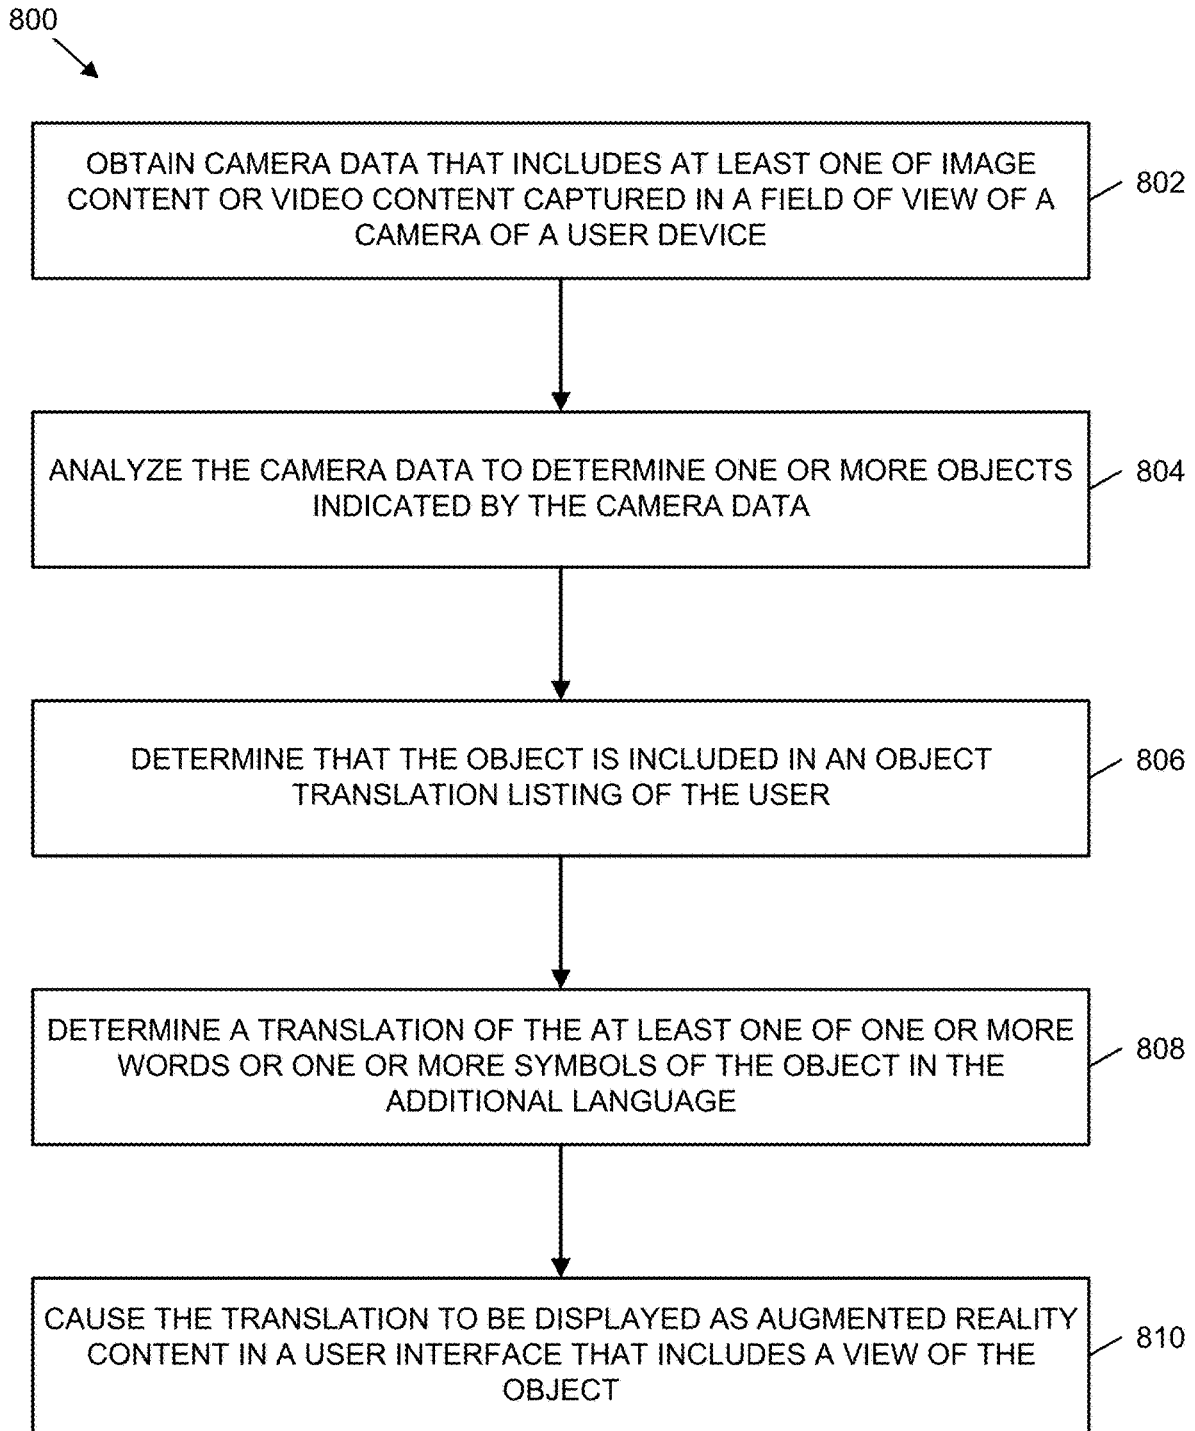 800
OBTAIN CAMERA DATA THAT INCLUDES AT LEAST ONE OF IMAGE
CONTENT OR VIDEO CONTENT CAPTURED IN A FIELD OF VIEW OF A
CAMERA OF A USER DEVICE
802
ANALYZE THE CAMERA DATA TO DETERMINE ONE OR MORE OBJECTS
INDICATED BY THE CAMERA DATA
804
DETERMINE THAT THE OBJECT IS INCLUDED IN AN OBJECT
TRANSLATION LISTING OF THE USER
806
DETERMINE A TRANSLATION OF THE AT LEAST ONE OF ONE OR MORE
WORDS OR ONE OR MORE SYMBOLS OF THE OBJECT IN THE
ADDITIONAL LANGUAGE
808
CAUSE THE TRANSLATION TO BE DISPLAYED AS AUGMENTED REALITY
CONTENT IN A USER INTERFACE THAT INCLUDES A VIEW OF THE
OBJECT
810